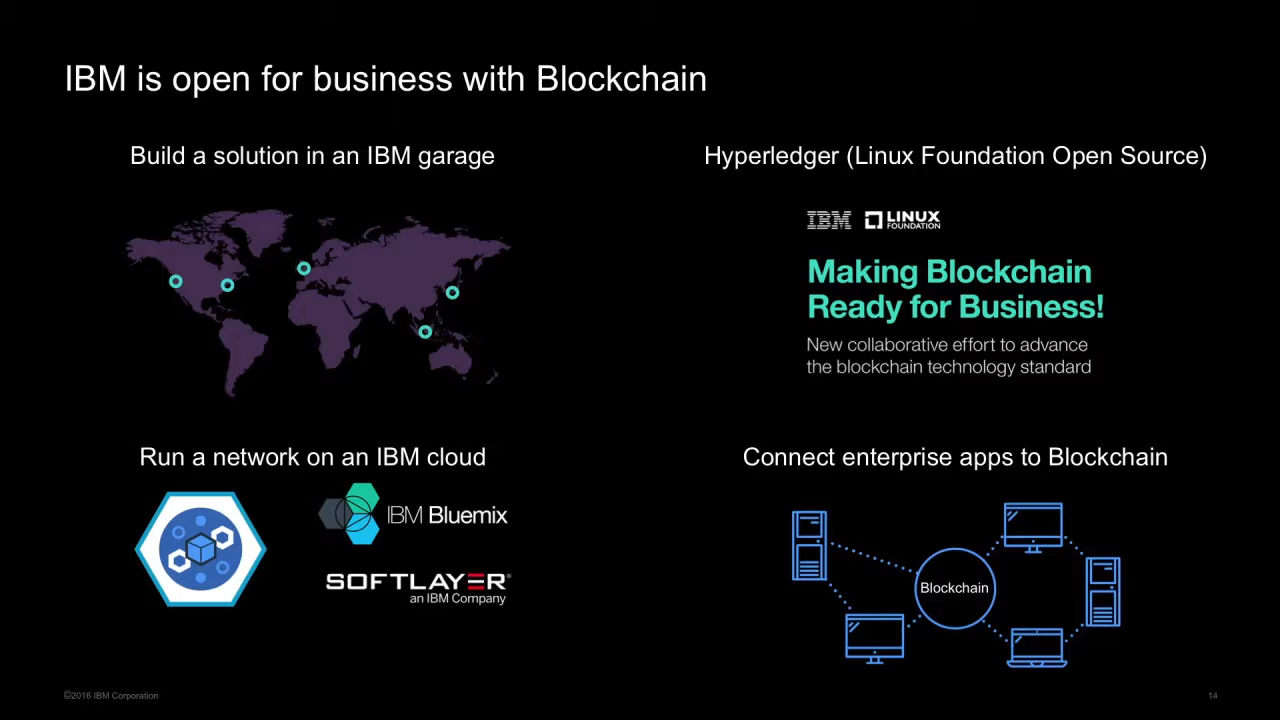 IBM is open for business with Blockchain
Build a solution in an IBM garage
Hyperledger (Linux Foundation Open Source)
IBM
LINUX
FOUNDATION
Making Blockchain
Ready for Business!
New collaborative effort to advance
the blockchain technology standard
Run a network on an IBM cloud
IBM Bluemix
SOFTLAYER®
an IBM Company
Connect enterprise apps to Blockchain
Blockchain
©2016 IBM Corporation
14